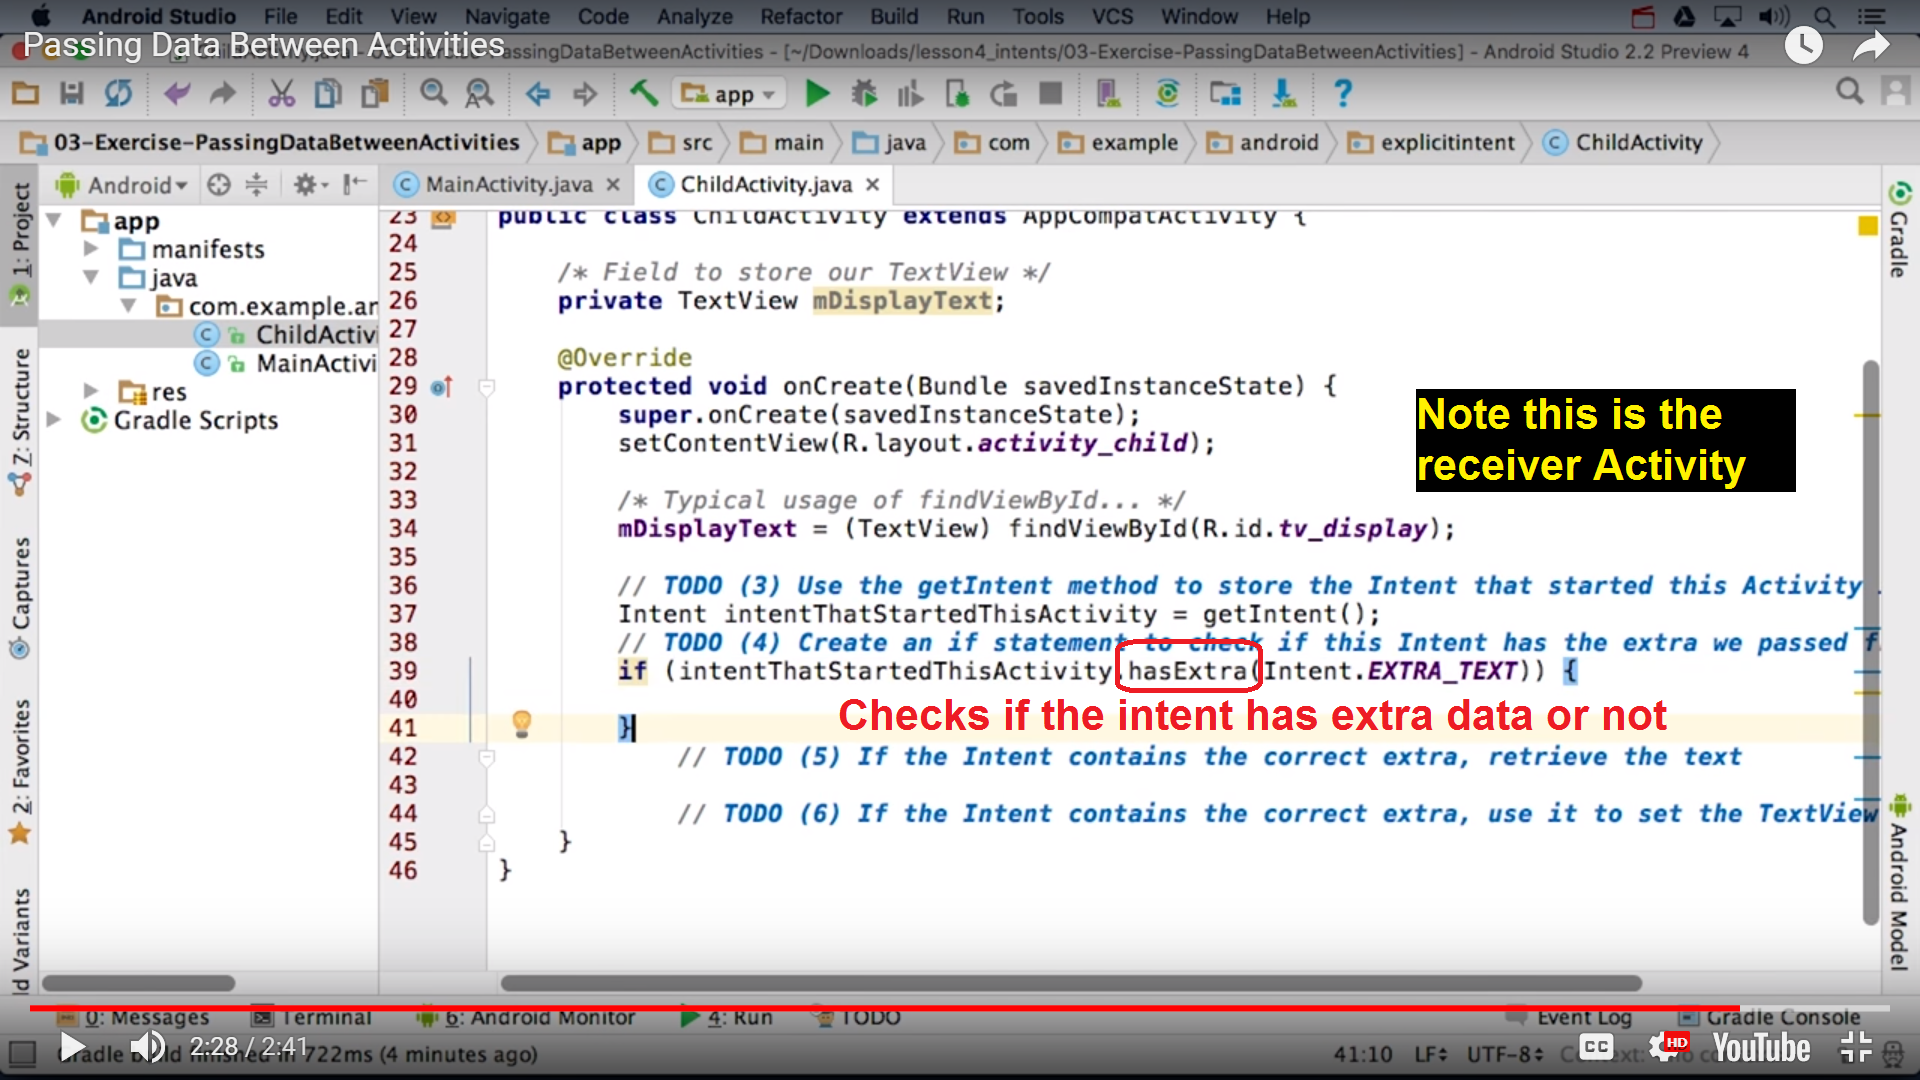 Android Studio File Edit View Navigate Code Analyze Refactor Build Run Tools VCS Window Help
Passing Data Between Activities
PassingDataBetweenActivities - [~/Downloads/lesson4_intents/03-Exercise-PassingDataBetweenActivities] - Android Studio 2.2 Preview 4
app
03-Exercise-PassingDataBetweenActivities app src main java com example android explicitintent ChildActivity
1: Project
Z: Structure
Captures
2: Favorites
ld Variants
Android
app
manifests
java
com.example.an
ChildActivi
MainActivi
res
Gradle Scripts
MainActivity.java ChildActivity.java
23 public class ChildActivity extends AppCompatActivity {
24
25 /* Field to store our TextView */
26 private TextView mDisplayText;
27
28 @Override
29 protected void onCreate(Bundle savedInstanceState) {
30 super.onCreate(savedInstanceState);
31 setContentView(R.layout.activity_child);
32
33 /* Typical usage of findViewById... */
34 mDisplayText = (TextView) findViewById(R.id.tv_display);
35
36 // TODO (3) Use the getIntent method to store the Intent that started this Activity
37 Intent intentThatStartedThisActivity = getIntent();
38 // TODO (4) Create an if statement to check if this Intent has the extra we passed f
39 if (intentThatStartedThisActivity.hasExtra(Intent.EXTRA_TEXT)) {
40
41 }
42 // TODO (5) If the Intent contains the correct extra, retrieve the text
43
44 // TODO (6) If the Intent contains the correct extra, use it to set the TextView
45 }
46 }
Note this is the
receiver Activity
Checks if the intent has extra data or not
Gradle
Android Model
0: Messages Terminal 6: Android Monitor 4: Run TODO Event Log Gradle Console
2:28 / 2:41
Gradle build finished in 722ms (4 minutes ago) 41:10 LF UTF-8 Context:
CC HD YouTube